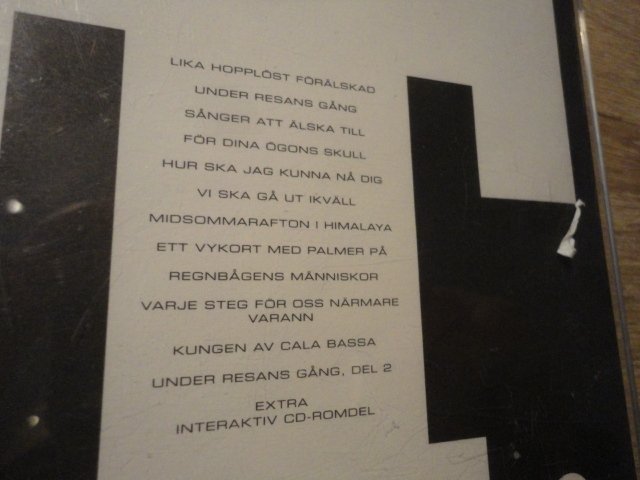 LIKA HOPPLÖST FÖRÄLSKAD
UNDER RESANS GÅNG
SÅNGER ATT ÄLSKA TILL
FÖR DINA ÖGONS SKULL
HUR SKA JAG KUNNA NÅ DIG
VI SKA GÅ UT IKVÄLL
MIDSOMMARAFTON I HIMALAYA
ETT VYKORT MED PALMER PÅ
REGNBÅGENS MÄNNISKOR
VARJE STEG FÖR OSS NÄRMARE
VARANN
KUNGEN AV CALA BASSA
UNDER RESANS GÅNG, DEL 2
EXTRA
INTERAKTIV CD-ROMDEL